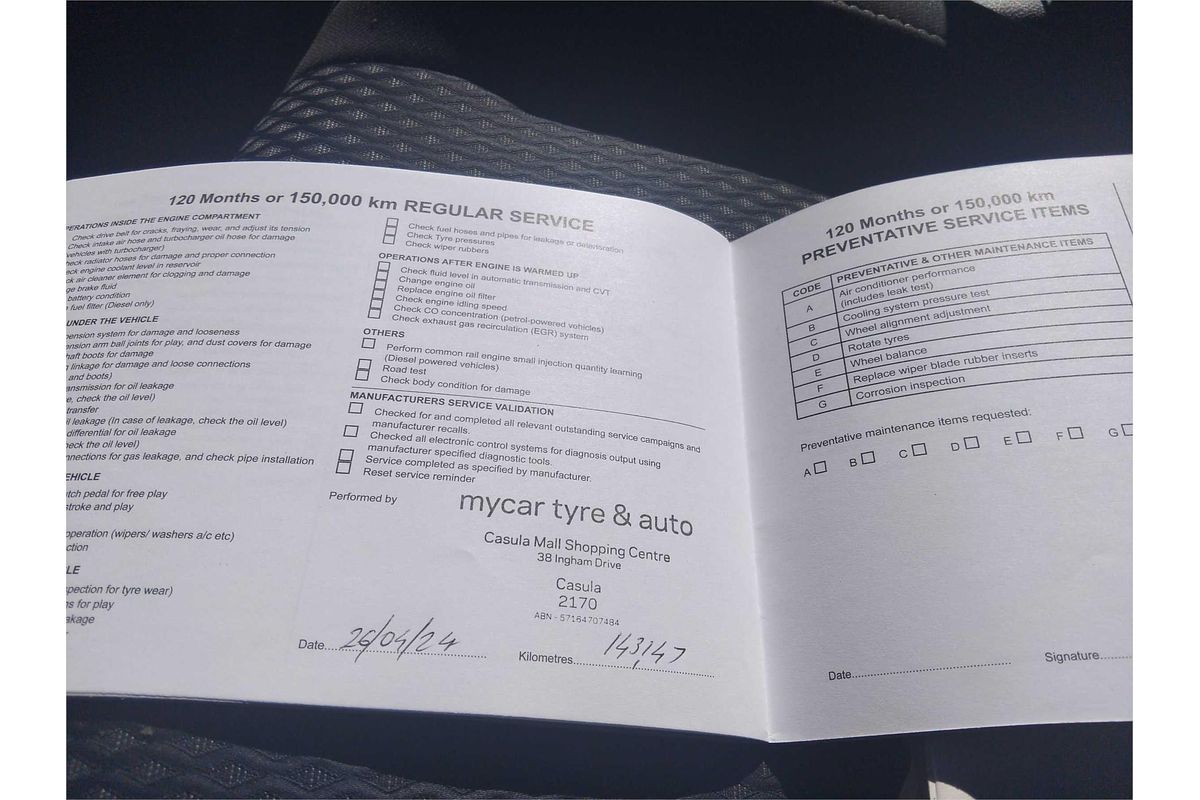 120 Months or 150,000 km REGULAR SERVICE
ERATIONS INSIDE THE ENGINE COMPARTMENT
Check drive belt for cracks, fraying, wear, and adjust its tension
Check intake air hose and turbocharger oil hose for damage
vehicles with turbocharger)
heck radiator hoses for damage and proper connection
ck engine coolant level in reservoir
ck air cleaner element for clogging and damage
ge brake fluid
battery condition
fuel filter (Diesel only)
UNDER THE VEHICLE
ension system for damage and looseness
ension arm ball joints for play, and dust covers for damage
haft boots for damage
linkage for damage and loose connections
and boots)
ansmission for oil leakage
e, check the oil level)
transfer
il leakage (In case of leakage, check the oil level)
differential for oil leakage
eck the oil level)
nnections for gas leakage, and check pipe installation
EHICLE
tch pedal for free play
stroke and play
operation (wipers/ washers a/c etc)
ction
LE
pection for tyre wear)
s for play
akage
Check fuel hoses and pipes for leakage or deterioration
Check Tyre pressures
Check wiper rubbers
OPERATIONS AFTER ENGINE IS WARMED UP
Check fluid level in automatic transmission and CVT
Change engine oil
Replace engine oil filter
Check engine idling speed
Check CO concentration (petrol-powered vehicles)
Check exhaust gas recirculation (EGR) system
OTHERS
Perform common rail engine small injection quantity learning
(Diesel powered vehicles)
Road test
Check body condition for damage
MANUFACTURERS SERVICE VALIDATION
Checked for and completed all relevant outstanding service campaigns and
manufacturer recalls.
Checked all electronic control systems for diagnosis output using
manufacturer specified diagnostic tools.
Service completed as specified by manufacturer.
Reset service reminder
Performed by
mycar tyre & auto
Casula Mall Shopping Centre
38 Ingham Drive
Casula
2170
ABN - 57164707484
Date....26/04/24
Kilometres....143,147
120 Months or 150,000 km
PREVENTATIVE SERVICE ITEMS
CODE PREVENTATIVE & OTHER MAINTENANCE ITEMS
A Air conditioner performance
(includes leak test)
B Cooling system pressure test
C Wheel alignment adjustment
D Rotate tyres
E Wheel balance
F Replace wiper blade rubber inserts
G Corrosion inspection
Preventative maintenance items requested:
A B C D E F G
Date.... Signature....